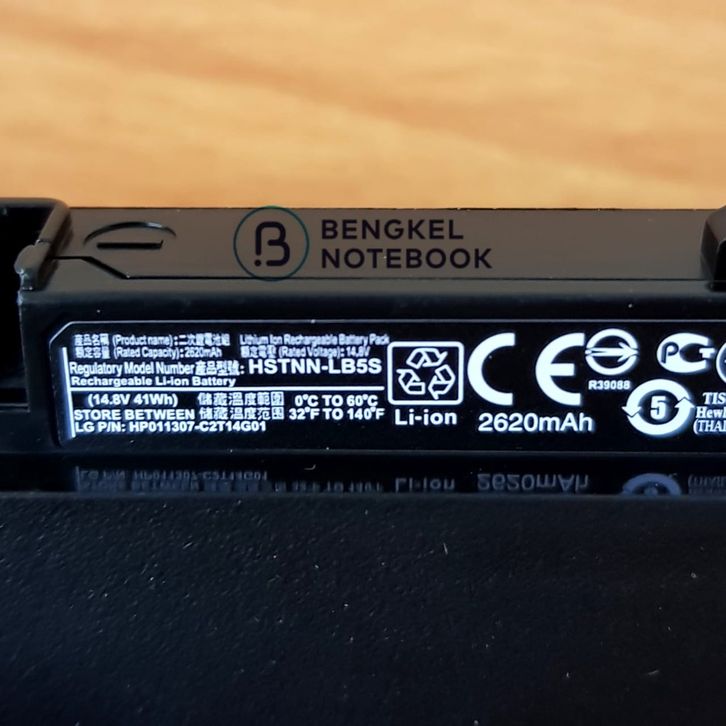 BENGKEL
NOTEBOOK
產品名稱 (Product name):二次鋰電池組 Lithium Ion Rechargeable Battery Pack
額定容量 (Rated Capacity):2620mAh 額定電壓 (Rated Voltage):14.8V
Regulatory Model Number 產品型號: HSTNN-LB5S
Rechargeable Li-ion Battery
(14.8V 41Wh) 儲藏溫度 0°C TO 60°C
STORE BETWEEN 儲藏溫度範圍 32°F TO 140°F
LG P/N: HP011307-C2T14G01
Li-ion
CE
2620mAh
R39088
PCT
5
TIS
(THAI